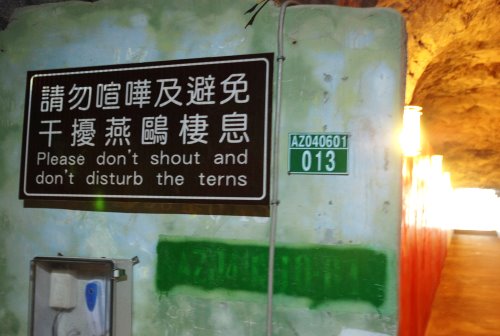 請勿喧嘩及避免
干擾燕鷗棲息
Please don't shout and
don't disturb the terns
AZ040601
013